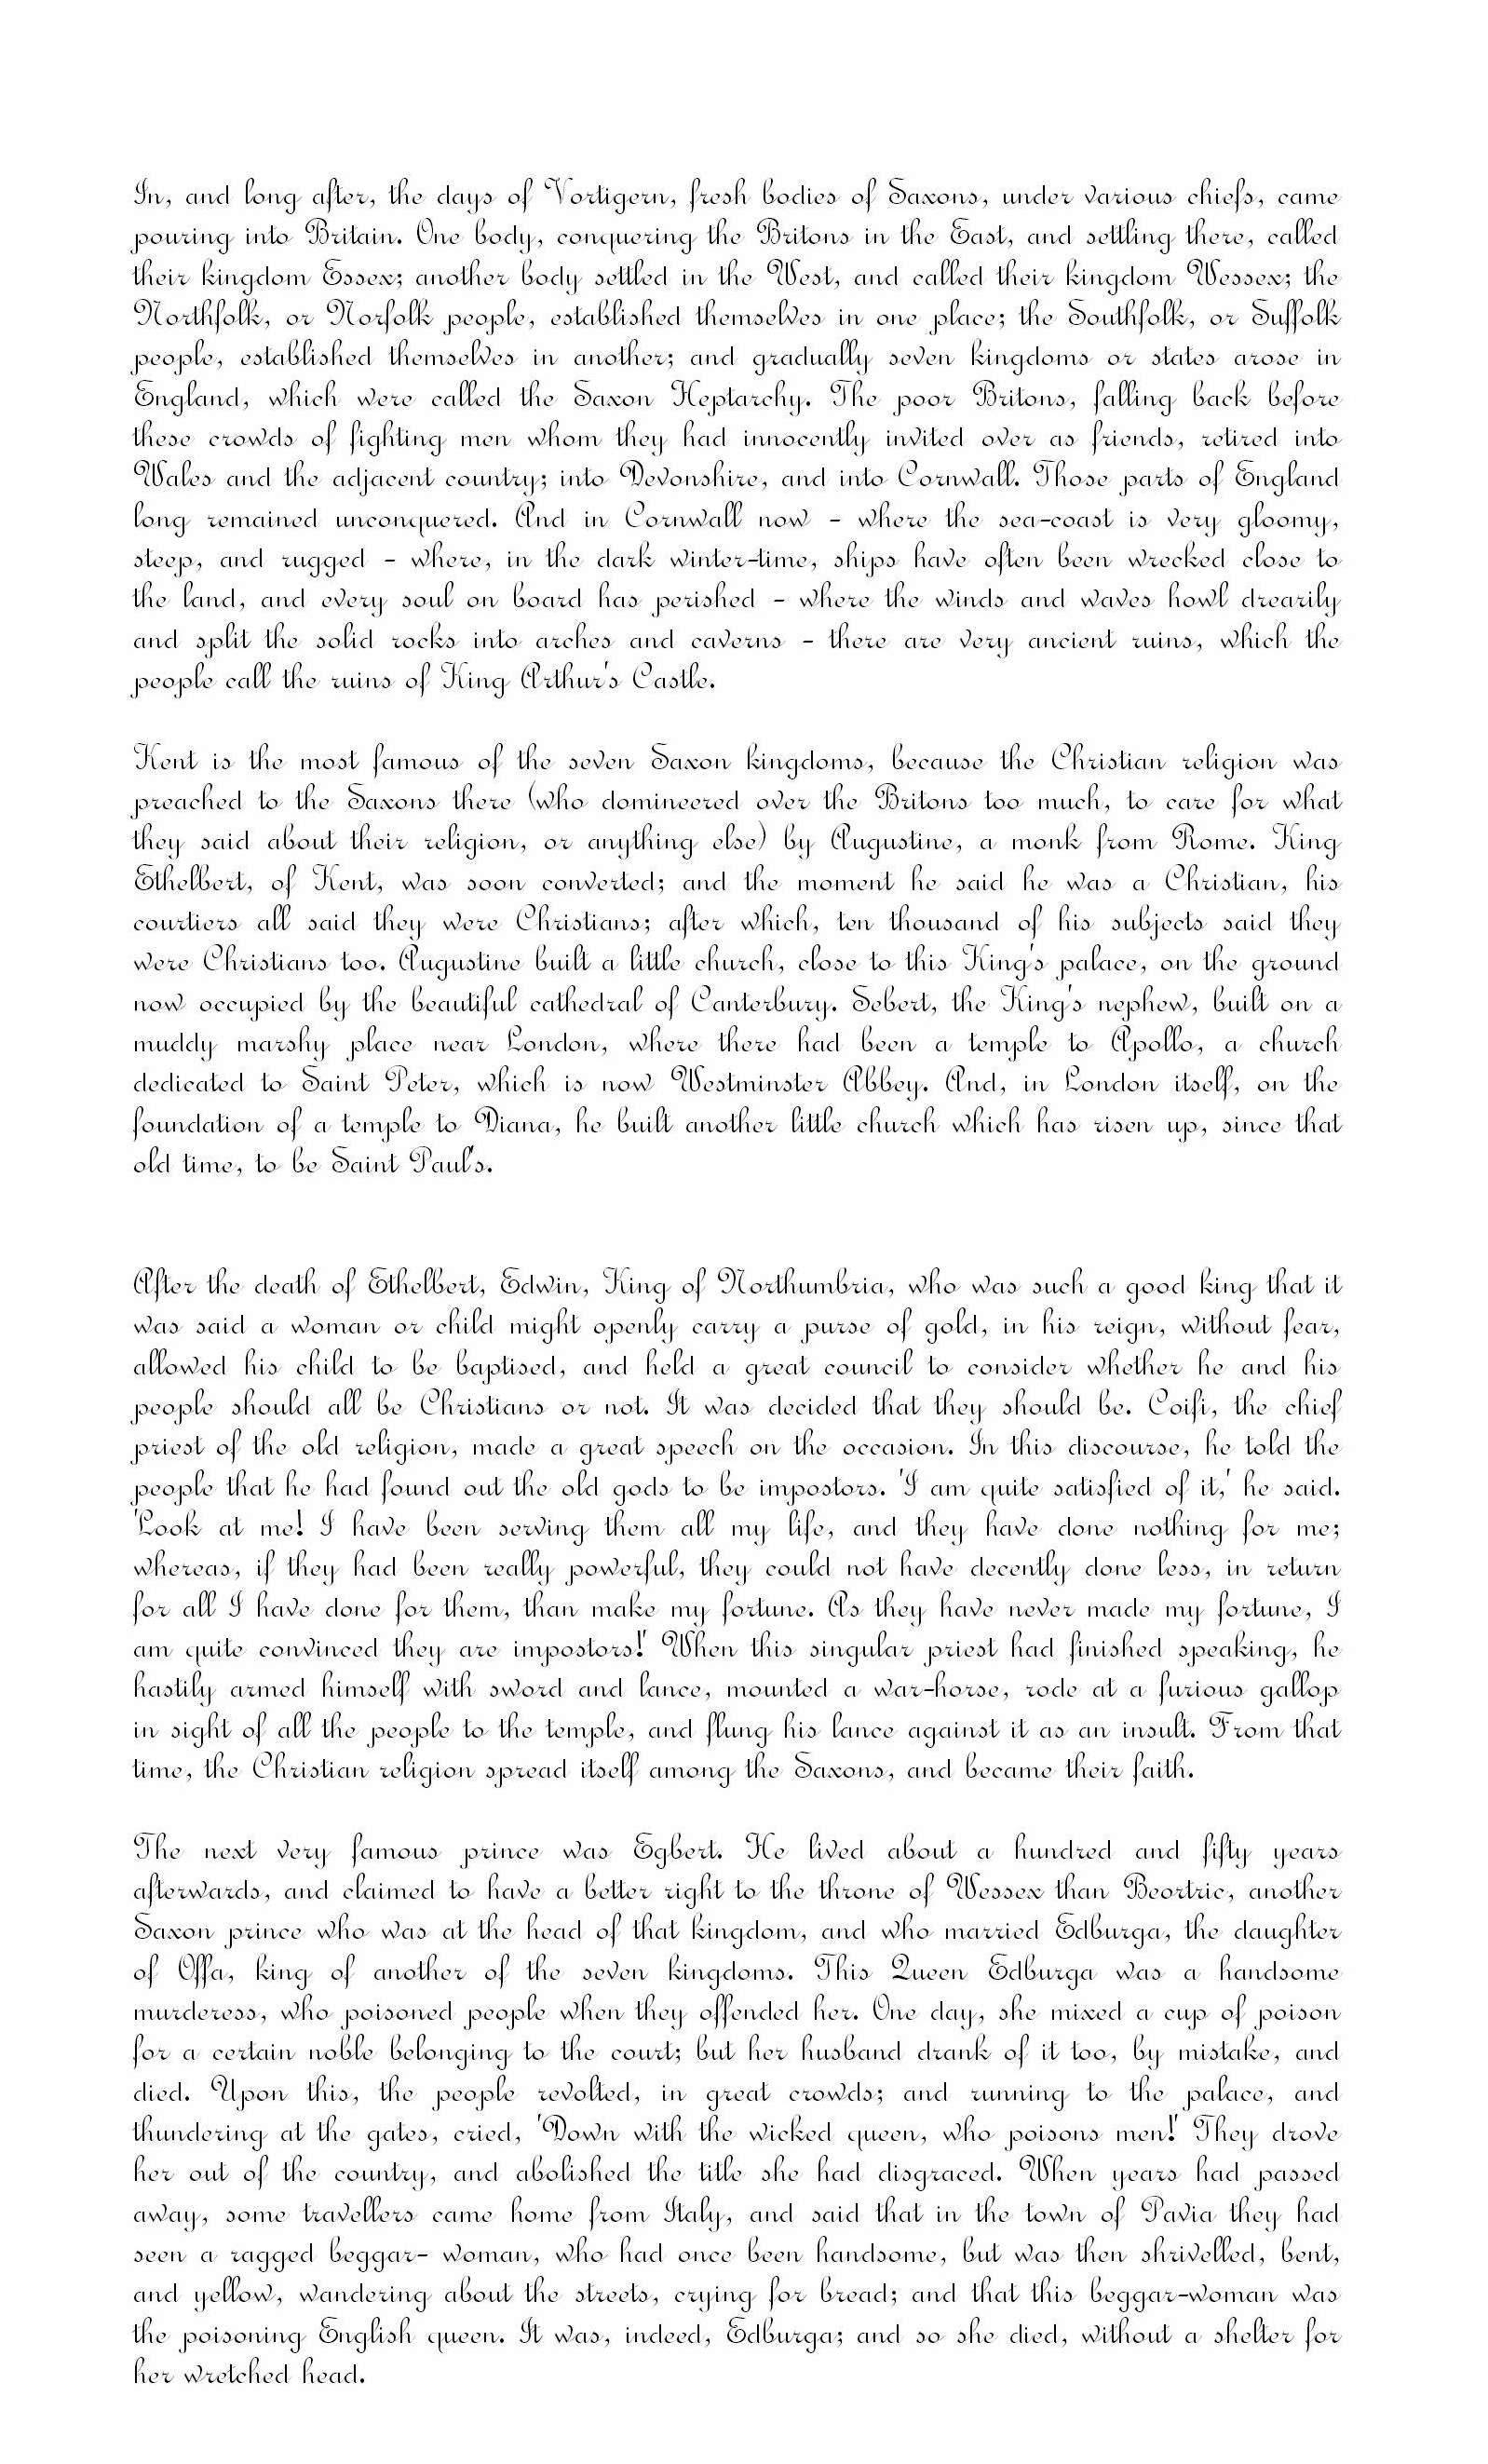 In, and long after, the days of Vortigern, fresh bodies of Saxons, under various chiefs, came
pouring into Britain. One body, conquering the Britons in the East, and settling there, called
their kingdom Essex; another body settled in the West, and called their kingdom Wessex; the
Northfolk, or Norfolk people, established themselves in one place; the Southfolk, or Suffolk
people, established themselves in another; and gradually seven kingdoms or states arose in
England, which were called the Saxon Heptarchy. The poor Britons, falling back before
these crowds of fighting men whom they had innocently invited over as friends, retired into
Wales and the adjacent country; into Devonshire, and into Cornwall. Those parts of England
long remained unconquered. And in Cornwall now - where the sea-coast is very gloomy,
steep, and rugged - where, in the dark winter-time, ships have often been wrecked close to
the land, and every soul on board has perished - where the winds and waves howl drearily
and split the solid rocks into arches and caverns - there are very ancient ruins, which the
people call the ruins of King Arthur's Castle.

Kent is the most famous of the seven Saxon kingdoms, because the Christian religion was
preached to the Saxons there (who domineered over the Britons too much, to care for what
they said about their religion, or anything else) by Augustine, a monk from Rome. King
Ethelbert, of Kent, was soon converted; and the moment he said he was a Christian, his
courtiers all said they were Christians; after which, ten thousand of his subjects said they
were Christians too. Augustine built a little church, close to this King's palace, on the ground
now occupied by the beautiful cathedral of Canterbury. Sebert, the King's nephew, built on a
muddy marshy place near London, where there had been a temple to Apollo, a church
dedicated to Saint Peter, which is now Westminster Abbey. And, in London itself, on the
foundation of a temple to Diana, he built another little church which has risen up, since that
old time, to be Saint Paul's.

After the death of Ethelbert, Edwin, King of Northumbria, who was such a good king that it
was said a woman or child might openly carry a purse of gold, in his reign, without fear,
allowed his child to be baptised, and held a great council to consider whether he and his
people should all be Christians or not. It was decided that they should be. Coifi, the chief
priest of the old religion, made a great speech on the occasion. In this discourse, he told the
people that he had found out the old gods to be impostors. 'I am quite satisfied of it,' he said.
'Look at me! I have been serving them all my life, and they have done nothing for me;
whereas, if they had been really powerful, they could not have decently done less, in return
for all I have done for them, than make my fortune. As they have never made my fortune, I
am quite convinced they are impostors!' When this singular priest had finished speaking, he
hastily armed himself with sword and lance, mounted a war-horse, rode at a furious gallop
in sight of all the people to the temple, and flung his lance against it as an insult. From that
time, the Christian religion spread itself among the Saxons, and became their faith.

The next very famous prince was Egbert. He lived about a hundred and fifty years
afterwards, and claimed to have a better right to the throne of Wessex than Beortric, another
Saxon prince who was at the head of that kingdom, and who married Edburga, the daughter
of Offa, king of another of the seven kingdoms. This Queen Edburga was a handsome
murderess, who poisoned people when they offended her. One day, she mixed a cup of poison
for a certain noble belonging to the court; but her husband drank of it too, by mistake, and
died. Upon this, the people revolted, in great crowds; and running to the palace, and
thundering at the gates, cried, 'Down with the wicked queen, who poisons men!' They drove
her out of the country, and abolished the title she had disgraced. When years had passed
away, some travellers came home from Italy, and said that in the town of Pavia they had
seen a ragged beggar- woman, who had once been handsome, but was then shrivelled, bent,
and yellow, wandering about the streets, crying for bread; and that this beggar-woman was
the poisoning English queen. It was, indeed, Edburga; and so she died, without a shelter for
her wretched head.